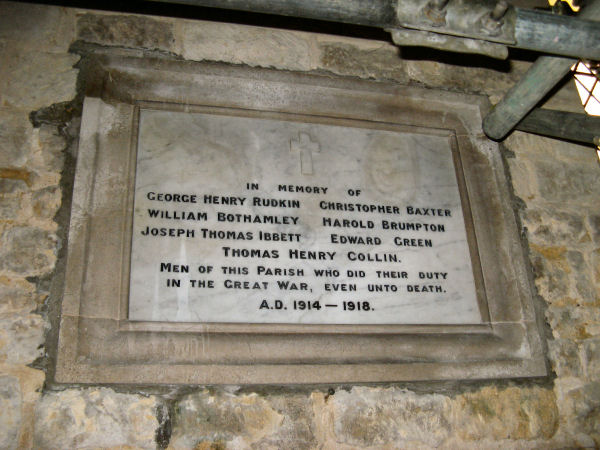 IN MEMORY OF
GEORGE HENRY RUDKIN CHRISTOPHER BAXTER
WILLIAM BOTHAMLEY HAROLD BRUMPTON
JOSEPH THOMAS IBBETT EDWARD GREEN
THOMAS HENRY COLLIN.
MEN OF THIS PARISH WHO DID THEIR DUTY
IN THE GREAT WAR, EVEN UNTO DEATH.
A.D. 1914 — 1918.